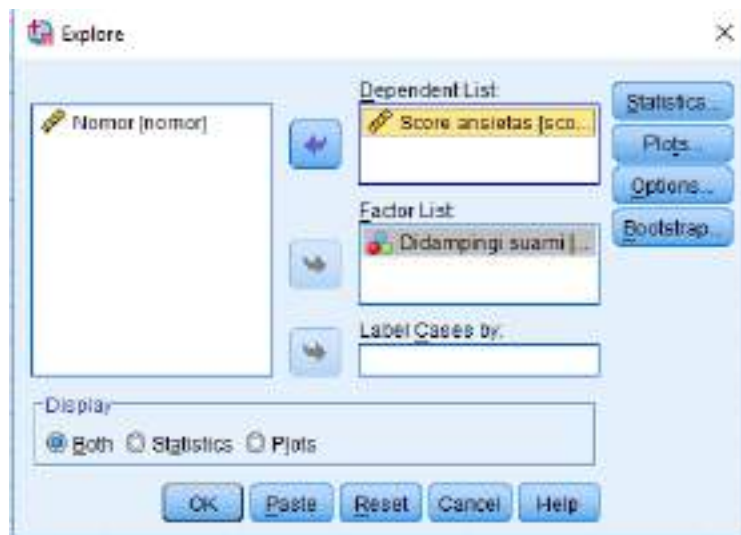 Explore
Nomor [nomor]
Dependent List:
Score ansietas [sco...
Factor List:
Didampingi suami [...
Label Cases by:
Statistics...
Plots...
Options...
Bootstrap...
Display
Both Statistics Plots
OK Paste Reset Cancel Help